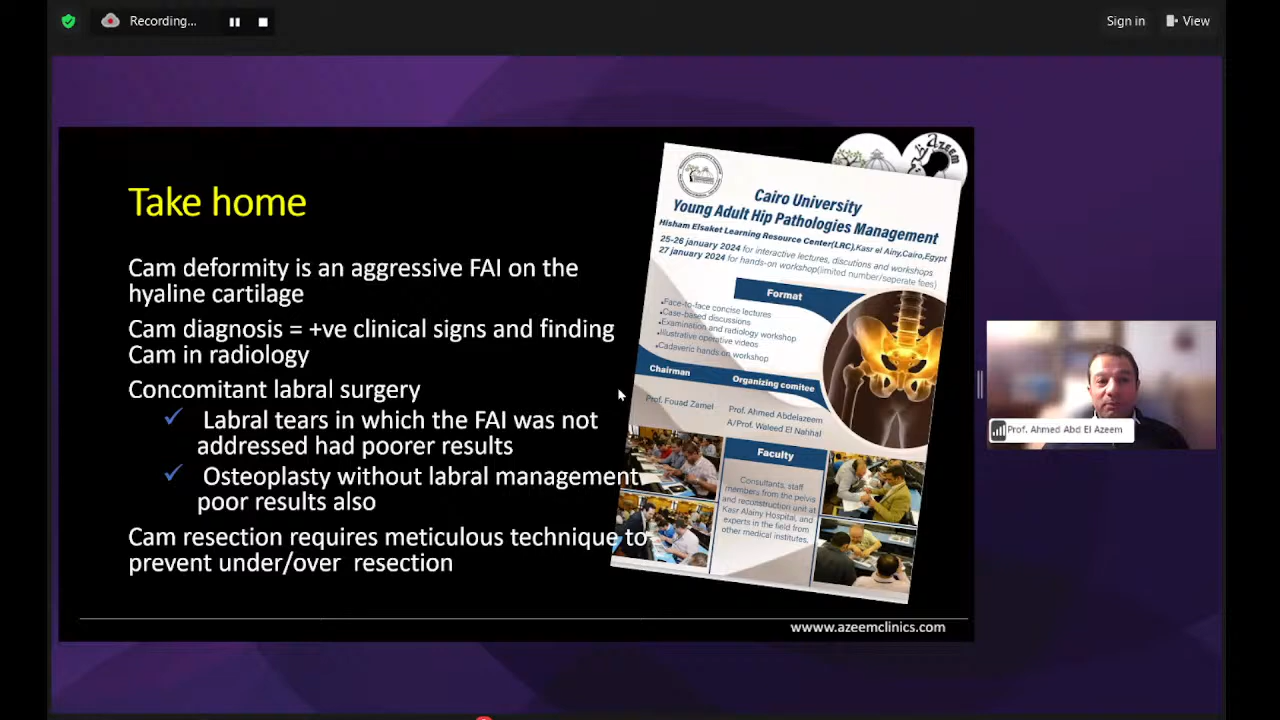 Recording...
Sign in
View
Take home
Cam deformity is an aggressive FAI on the
hyaline cartilage
Cam diagnosis = +ve clinical signs and finding
Cam in radiology
Concomitant labral surgery
✓ Labral tears in which the FAI was not
addressed had poorer results
✓ Osteoplasty without labral management
poor results also
Cam resection requires meticulous technique to
prevent under/over resection
azeem
Cairo University
Young Adult Hip Pathologies Management
Hisham Elsaket Learning Resource Center(LRC),Kasr el Ainy,Cairo,Egypt
25-26 january 2024 for interactive lectures, discutions and workshops
27 january 2024 for hands-on workshop(limited number/seperate fees)
Format
•Face-to-face concise lectures
•Case-based discussions
•Examination and radiology workshop
•Illustrative operative videos
•Cadaveric hands on workshop
Chairman
Prof. Fouad Zamel
Organizing comitee
Prof. Ahmed Abdelazeem
A/Prof. Waleed El Nahhal
Faculty
Consultants, staff
members from the pelvis
and reconstruction unit at
Kasr Alainy Hospital, and
experts in the field from
other medical institutes.
wwww.azeemclinics.com
Prof. Ahmed Abd El Azeem